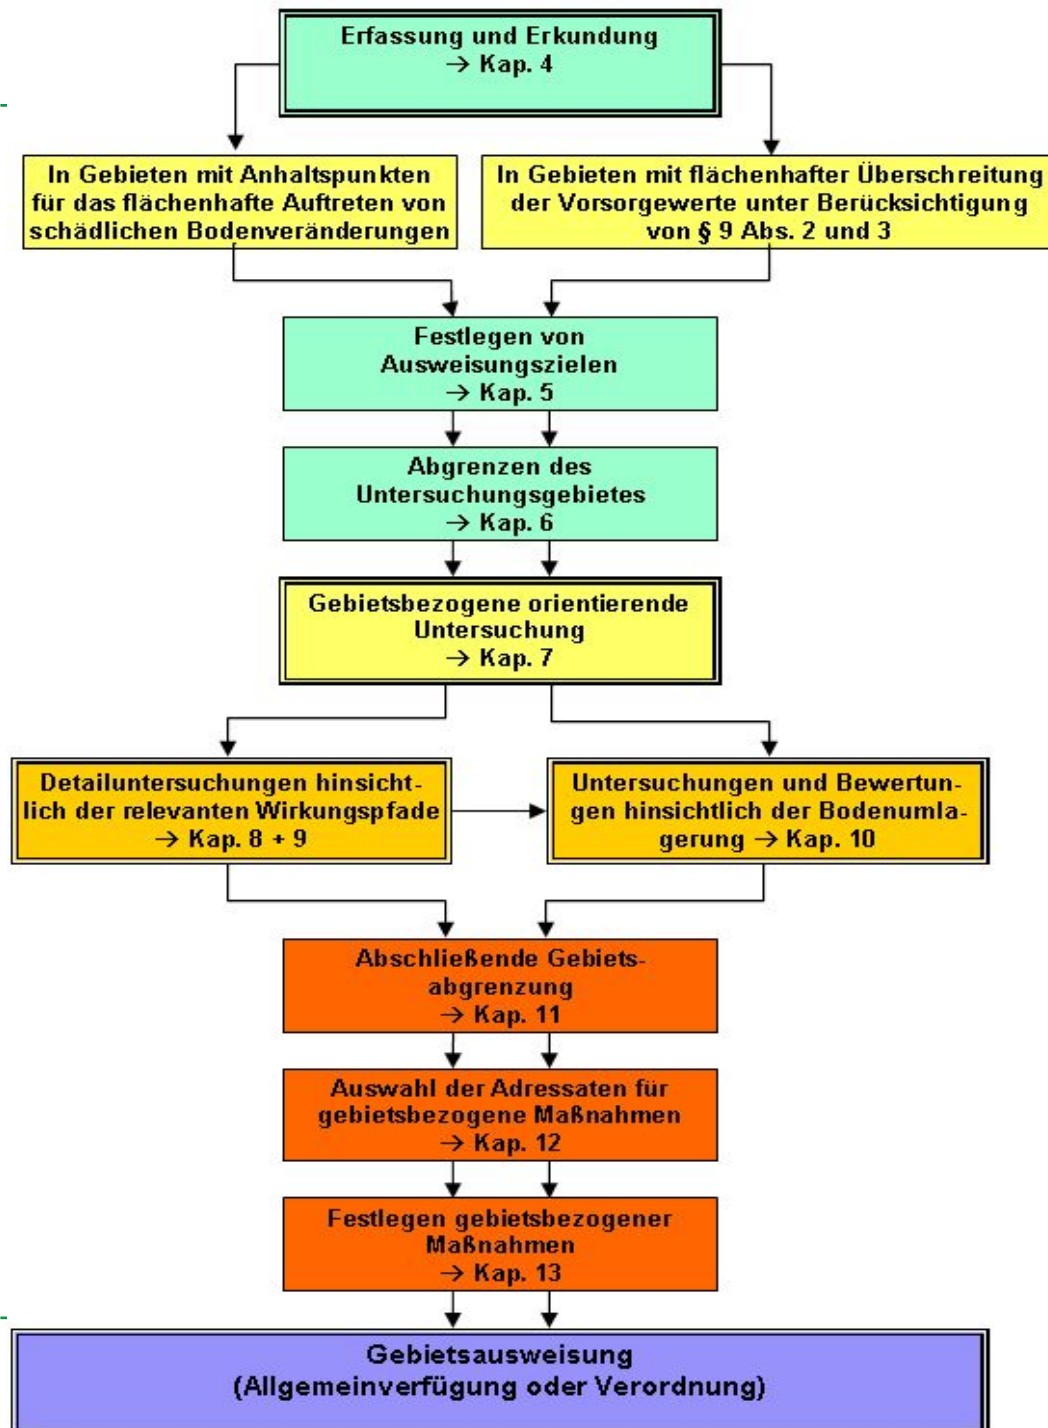 Erfassung und Erkundung
→ Kap. 4
In Gebieten mit Anhaltspunkten
für das flächenhafte Auftreten von
schädlichen Bodenveränderungen
In Gebieten mit flächenhafter Überschreitung
der Vorsorgewerte unter Berücksichtigung
von § 9 Abs. 2 und 3
Festlegen von
Ausweisungszielen
→ Kap. 5
Abgrenzen des
Untersuchungsgebietes
→ Kap. 6
Gebietsbezogene orientierende
Untersuchung
→ Kap. 7
Detailuntersuchungen hinsicht-
lich der relevanten Wirkungspfade
→ Kap. 8 + 9
Untersuchungen und Bewertun-
gen hinsichtlich der Bodenumla-
gerung → Kap. 10
Abschließende Gebiets-
abgrenzung
→ Kap. 11
Auswahl der Adressaten für
gebietsbezogene Maßnahmen
→ Kap. 12
Festlegen gebietsbezogener
Maßnahmen
→ Kap. 13
Gebietsausweisung
(Allgemeinverfügung oder Verordnung)